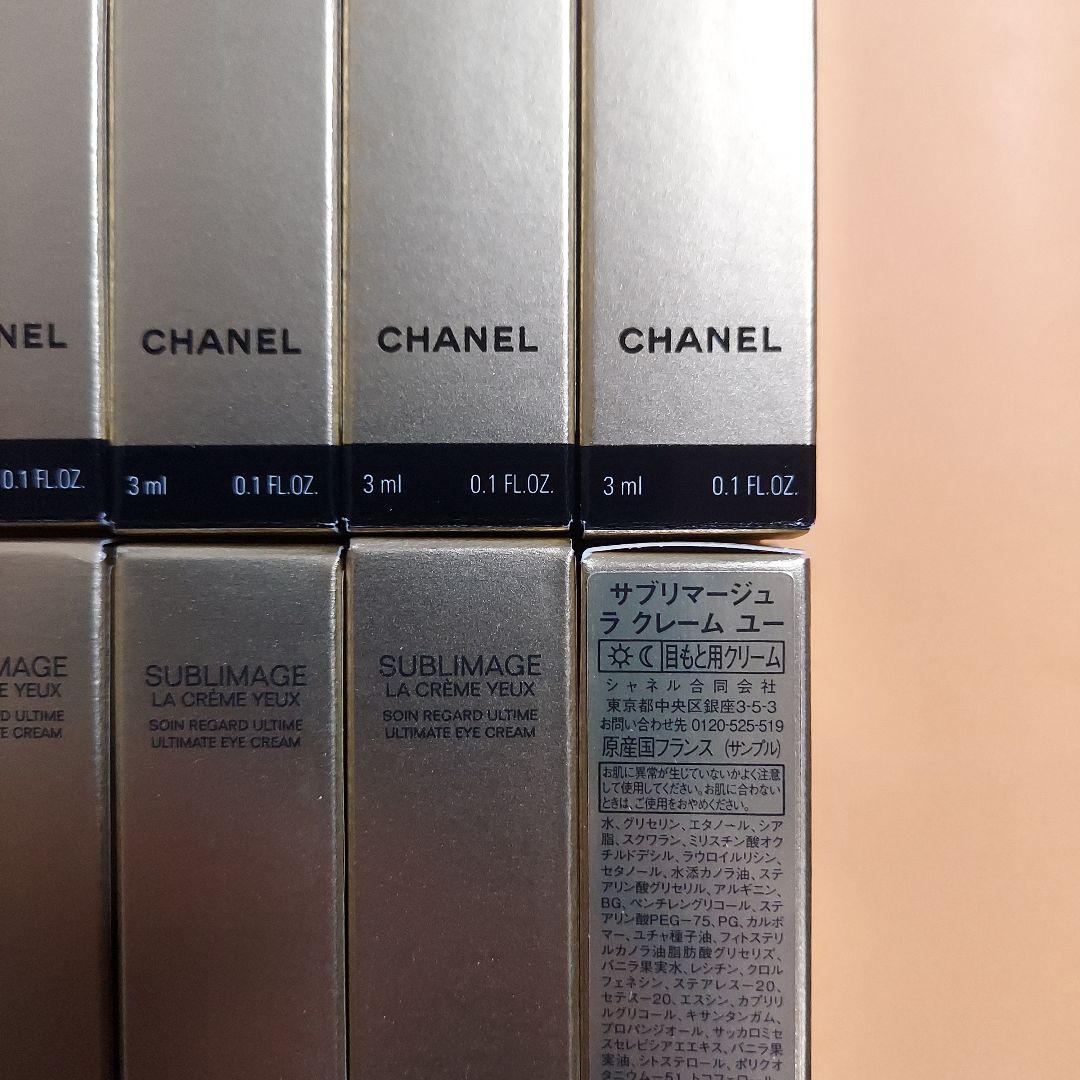 NEL
CHANEL
CHANEL
CHANEL
0.1 FL.OZ.
3 ml 0.1 FL.OZ.
3 ml 0.1 FL.OZ.
3 ml 0.1 FL.OZ.
MAGE
E YEUX
D ULTIME
E CREAM
SUBLIMAGE
LA CRÈME YEUX
SOIN REGARD ULTIME
ULTIMATE EYE CREAM
SUBLIMAGE
LA CRÈME YEUX
SOIN REGARD ULTIME
ULTIMATE EYE CREAM
サブリマージュ
ラ クレーム ユー
目もと用クリーム
シャネル合同会社
東京都中央区銀座3-5-3
お問い合わせ先 0120-525-519
原産国フランス (サンプル)
お肌に異常が生じていないかよく注意
して使用してください。お肌に合わない
ときは、ご使用をおやめください。
水、グリセリン、エタノール、シア
脂、スクワラン、ミリスチン酸オク
チルドデシル、ラウロイルリシン、
セタノール、水添カノラ油、ステ
アリン酸グリセリル、アルギニン、
BG、ペンチレングリコール、ステ
アリン酸PEG-75、PG、カルボ
マー、ユチャ種子油、フィトステリ
ルカノラ油脂肪酸グリセリズ、
バニラ果実水、レシチン、クロル
フェネシン、ステアレス-20、
セテス-20、エスシン、カプリリ
ルグリコール、キサンタンガム、
プロパンジオール、サッカロミセ
スセレビシアエエキス、バニラ果
実油、シトステロール、ポリクオ
タニウム-51、トコフェロール